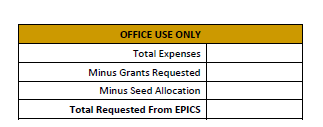 OFFICE USE ONLY
Total Expenses
Minus Grants Requested
Minus Seed Allocation
Total Requested From EPICS